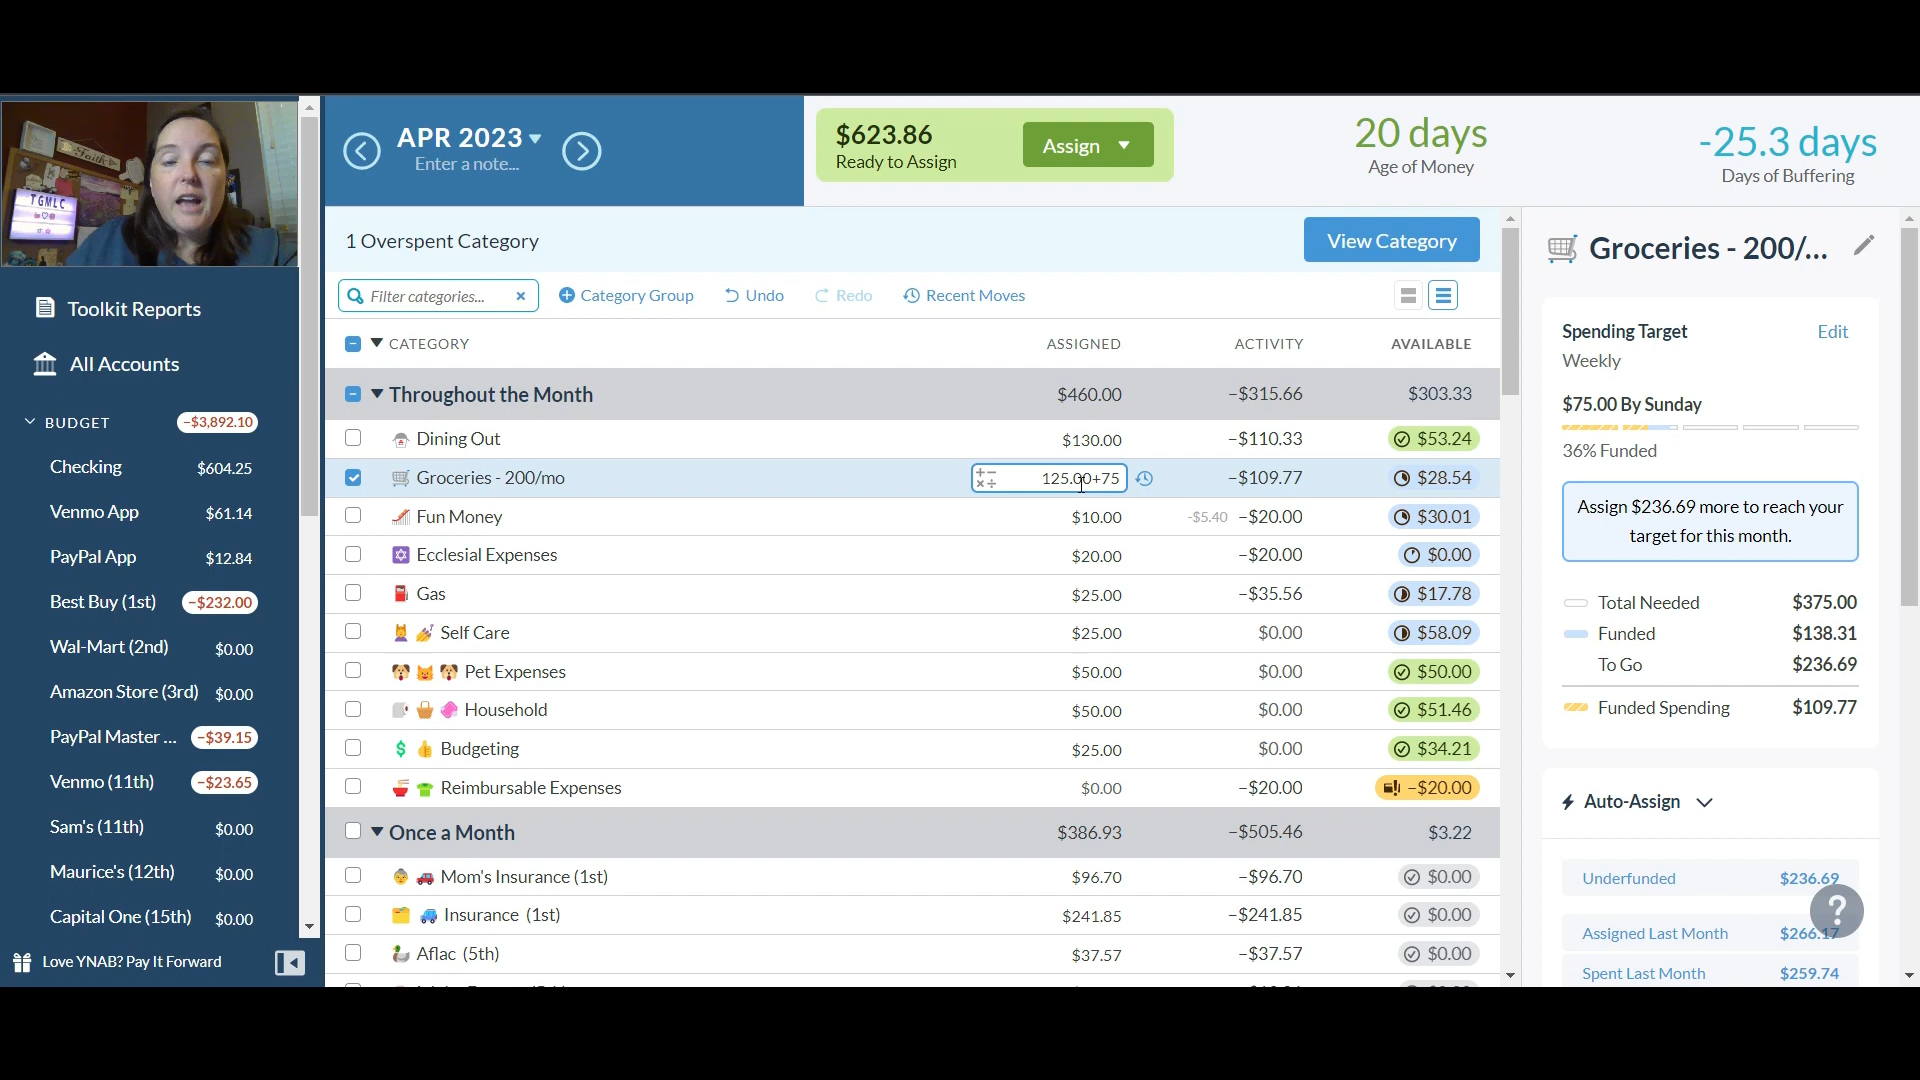 Faith
TGMLC
Toolkit Reports
All Accounts
BUDGET −$3,892.10
Checking $604.25
Venmo App $61.14
PayPal App $12.84
Best Buy (1st) −$232.00
Wal-Mart (2nd) $0.00
Amazon Store (3rd) $0.00
PayPal Master ... −$39.15
Venmo (11th) −$23.65
Sam's (11th) $0.00
Maurice's (12th) $0.00
Capital One (15th) $0.00
Love YNAB? Pay It Forward
APR 2023
Enter a note...
$623.86
Ready to Assign
Assign
20 days
Age of Money
-25.3 days
Days of Buffering
1 Overspent Category
View Category
Filter categories...
Category Group
Undo
Redo
Recent Moves
CATEGORY ASSIGNED ACTIVITY AVAILABLE
Throughout the Month $460.00 −$315.66 $303.33
Dining Out $130.00 −$110.33 $53.24
Groceries - 200/mo 125.00+75 −$109.77 $28.54
Fun Money $10.00 -$5.40 −$20.00 $30.01
Ecclesial Expenses $20.00 −$20.00 $0.00
Gas $25.00 −$35.56 $17.78
Self Care $25.00 $0.00 $58.09
Pet Expenses $50.00 $0.00 $50.00
Household $50.00 $0.00 $51.46
Budgeting $25.00 $0.00 $34.21
Reimbursable Expenses $0.00 −$20.00 −$20.00
Once a Month $386.93 −$505.46 $3.22
Mom's Insurance (1st) $96.70 −$96.70 $0.00
Insurance (1st) $241.85 −$241.85 $0.00
Aflac (5th) $37.57 −$37.57 $0.00
Groceries - 200/...
Spending Target Edit
Weekly
$75.00 By Sunday
36% Funded
Assign $236.69 more to reach your
target for this month.
Total Needed $375.00
Funded $138.31
To Go $236.69
Funded Spending $109.77
Auto-Assign
Underfunded $236.69
Assigned Last Month $266.17
Spent Last Month $259.74
?